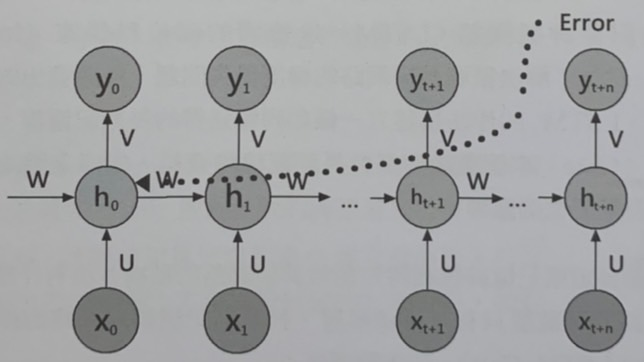 Error
y0 y1 yt+1 yt+n
V V V V
W W W W
h0 h1 ... ht+1 ... ht+n
U U U U
x0 x1 xt+1 xt+n